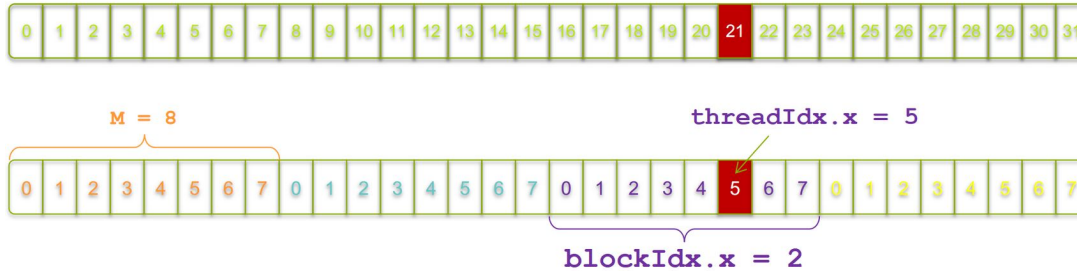 0 1 2 3 4 5 6 7 8 9 10 11 12 13 14 15 16 17 18 19 20 21 22 23 24 25 26 27 28 29 30 31
M = 8
threadIdx.x = 5
0 1 2 3 4 5 6 7 0 1 2 3 4 5 6 7 0 1 2 3 4 5 6 7 0 1 2 3 4 5 6 7
blockIdx.x = 2